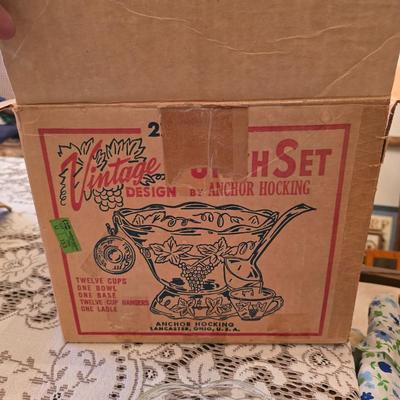 Vintage
DESIGN
SET
BY ANCHOR HOCKING
TWELVE CUPS
ONE BOWL
ONE BASE
TWELVE CUP HANGERS
ONE LADLE
ANCHOR HOCKING
LANCASTER, OHIO, U.S.A.